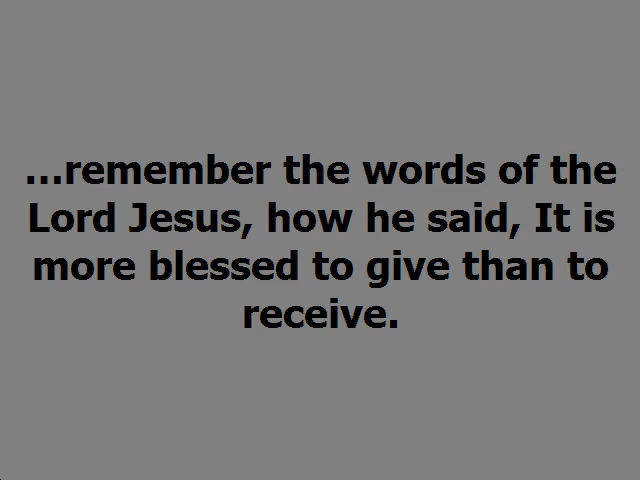 ...remember the words of the
Lord Jesus, how he said, It is
more blessed to give than to
receive.